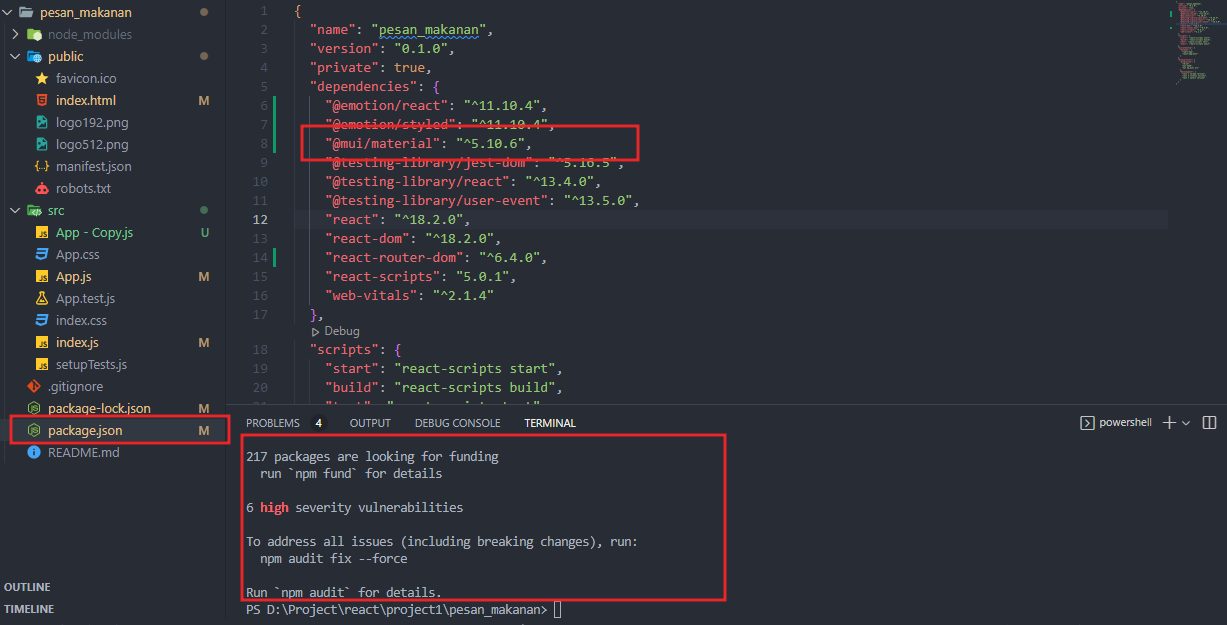 pesan_makanan
node_modules
public
favicon.ico
index.html M
logo192.png
logo512.png
manifest.json
robots.txt
src
App - Copy.js U
App.css
App.js M
App.test.js
index.css
index.js M
setupTests.js
.gitignore
package-lock.json M
package.json M
README.md
OUTLINE
TIMELINE
1 {
2 "name": "pesan_makanan",
3 "version": "0.1.0",
4 "private": true,
5 "dependencies": {
6 "@emotion/react": "^11.10.4",
7 "@emotion/styled": "^11.10.4",
8 "@mui/material": "^5.10.6",
9 "@testing-library/jest-dom": "^5.16.5",
10 "@testing-library/react": "^13.4.0",
11 "@testing-library/user-event": "^13.5.0",
12 "react": "^18.2.0",
13 "react-dom": "^18.2.0",
14 "react-router-dom": "^6.4.0",
15 "react-scripts": "5.0.1",
16 "web-vitals": "^2.1.4"
17 },
Debug
18 "scripts": {
19 "start": "react-scripts start",
20 "build": "react-scripts build",
PROBLEMS 4 OUTPUT DEBUG CONSOLE TERMINAL powershell
217 packages are looking for funding
run `npm fund` for details
6 high severity vulnerabilities
To address all issues (including breaking changes), run:
npm audit fix --force
Run `npm audit` for details.
PS D:\Project\react\project1\pesan_makanan>